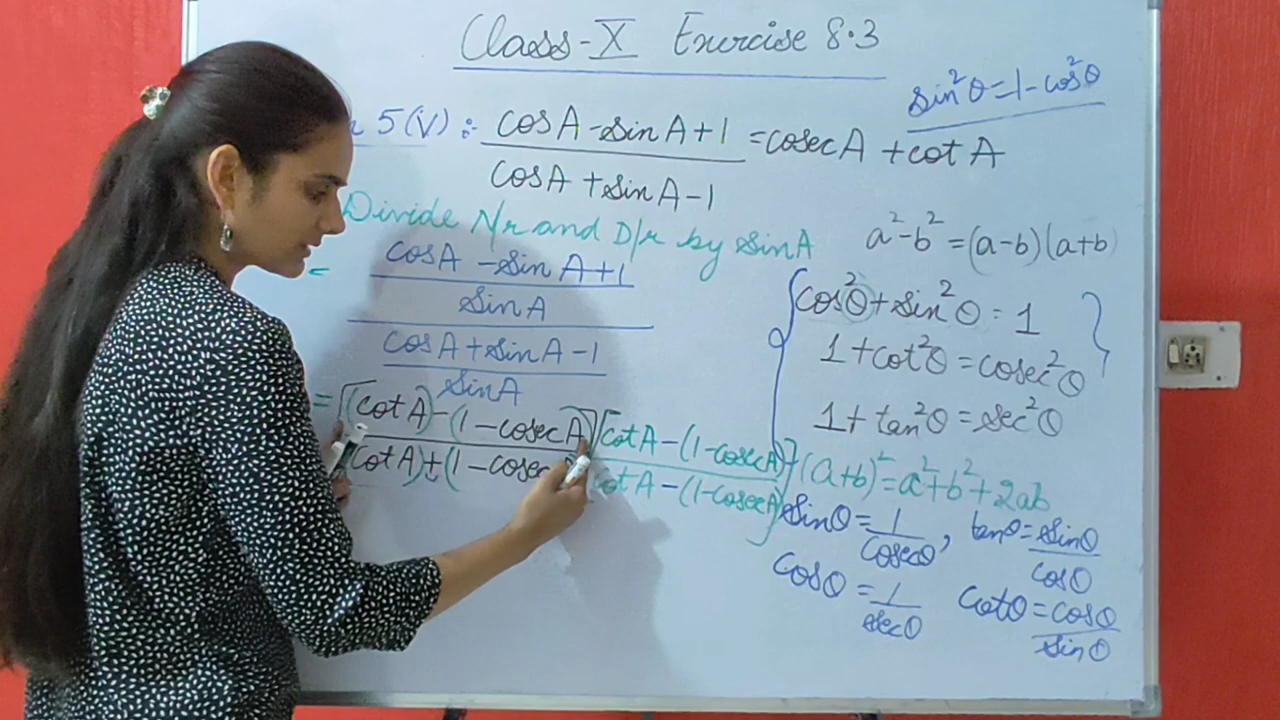 Class-X Exercise 8.3
sin²θ=1-cos²θ
5(V) :- cosA-sinA+1 =cosecA +cotA
cosA+sinA-1
Divide N/r and D/r by sinA
a²-b²=(a-b)(a+b)
= cosA -sinA+1
sinA
cosA+sinA-1
sinA
cos²θ+sin²θ=1
1+cot²θ=cosec²θ
1+tan²θ=sec²θ
= [(cotA)-(1-cosecA)] [cotA-(1-cosecA)]
cotA)+(1-cosec cotA-(1-cosecA)
(a+b)²=a²+b²+2ab
sinθ=1 , tanθ=sinθ
cosecθ cosθ
cosθ=1 cotθ=cosθ
secθ sinθ